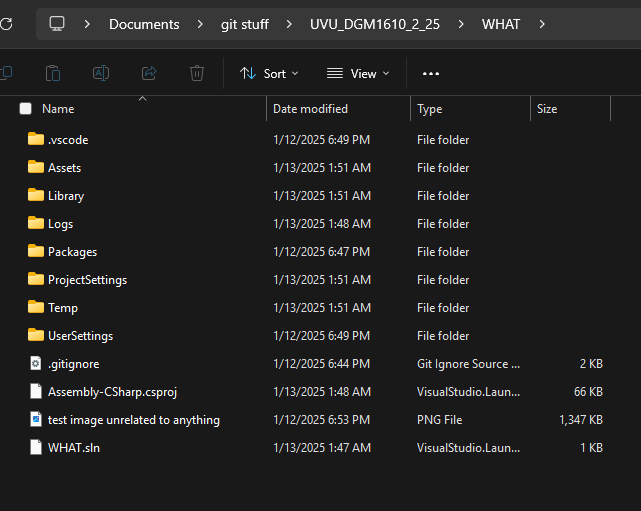 Documents > git stuff > UVU_DGM1610_2_25 > WHAT >
Sort View ...
Name Date modified Type Size
.vscode 1/12/2025 6:49 PM File folder
Assets 1/13/2025 1:51 AM File folder
Library 1/13/2025 1:51 AM File folder
Logs 1/13/2025 1:48 AM File folder
Packages 1/12/2025 6:47 PM File folder
ProjectSettings 1/13/2025 1:51 AM File folder
Temp 1/13/2025 1:51 AM File folder
UserSettings 1/12/2025 6:49 PM File folder
.gitignore 1/12/2025 6:44 PM Git Ignore Source ... 2 KB
Assembly-CSharp.csproj 1/13/2025 1:48 AM VisualStudio.Laun... 66 KB
test image unrelated to anything 1/12/2025 6:53 PM PNG File 1,347 KB
WHAT.sln 1/13/2025 1:47 AM VisualStudio.Laun... 1 KB